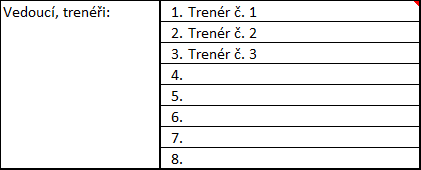 Vedoucí, trenéři:
1. Trenér č. 1
2. Trenér č. 2
3. Trenér č. 3
4.
5.
6.
7.
8.